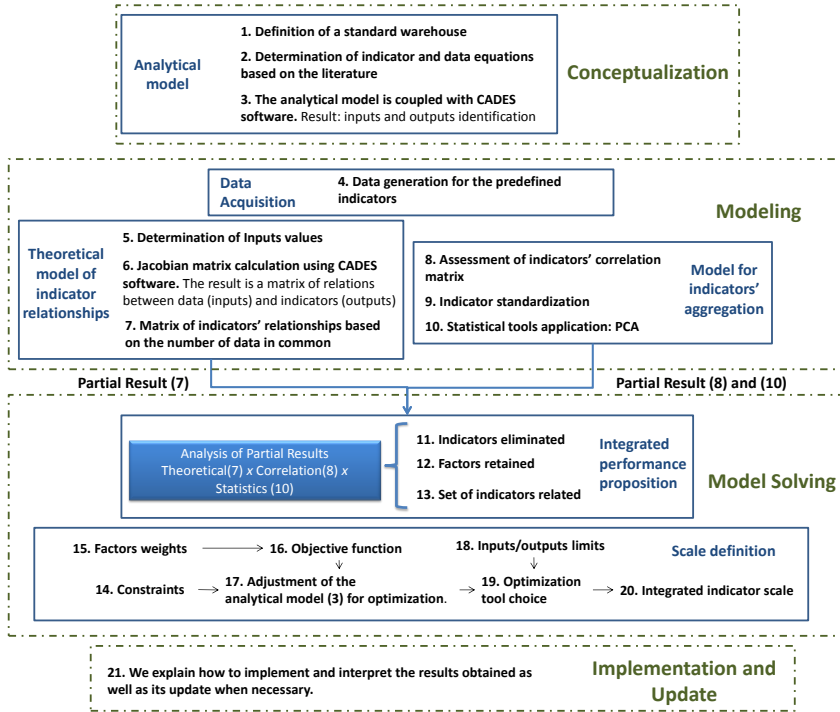 1. Definition of a standard warehouse
2. Determination of indicator and data equations
based on the literature
3. The analytical model is coupled with CADES
software. Result: inputs and outputs identification
Analytical
model
Conceptualization
Data
Acquisition
4. Data generation for the predefined
indicators
Modeling
Theoretical
model of
indicator
relationships
5. Determination of Inputs values
6. Jacobian matrix calculation using CADES
software. The result is a matrix of relations
between data (inputs) and indicators (outputs)
7. Matrix of indicators' relationships based
on the number of data in common
8. Assessment of indicators' correlation
matrix
9. Indicator standardization
10. Statistical tools application: PCA
Model for
indicators'
aggregation
Partial Result (7)
Partial Result (8) and (10)
Analysis of Partial Results
Theoretical(7) x Correlation(8) x
Statistics (10)
11. Indicators eliminated
12. Factors retained
13. Set of indicators related
Integrated
performance
proposition
Model Solving
15. Factors weights
16. Objective function
18. Inputs/outputs limits
Scale definition
14. Constraints
17. Adjustment of the
analytical model (3) for optimization.
19. Optimization
tool choice
20. Integrated indicator scale
21. We explain how to implement and interpret the results obtained as
well as its update when necessary.
Implementation and
Update